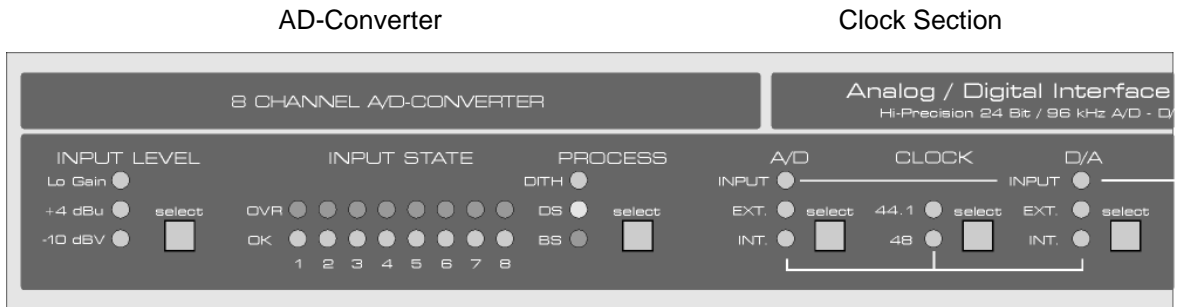 AD-Converter Clock Section
8 CHANNEL A/D-CONVERTER
Analog / Digital Interface
Hi-Precision 24 Bit / 96 kHz A/D - D/
INPUT LEVEL INPUT STATE PROCESS A/D CLOCK D/A
Lo Gain DITH INPUT INPUT
+4 dBu select OVR DS select EXT. select 44.1 select EXT. select
-10 dBV OK BS INT. 48 INT.
1 2 3 4 5 6 7 8